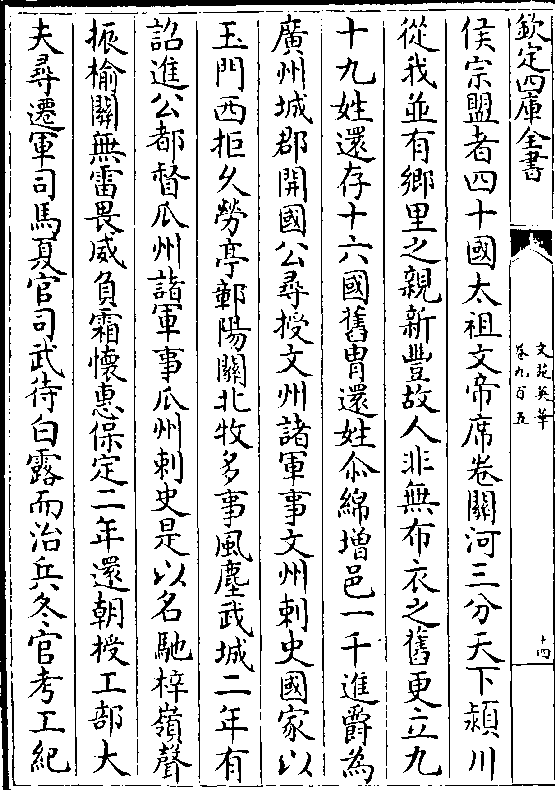 欽定四庫全書
文苑英華
卷九百五
十四
侯宗盟者四十國太祖文帝席卷關河三分天下潁川
從我並有鄉里之親新豐故人非無布衣之舊更立九
十九姓還存十六國舊胄還姓尒綿增邑一千進爵為
廣州城郡開國公尋授文州諸軍事文州刺史國家以
玉門西拒久勞亭鄣陽關北牧多事風塵武城二年有
詔進公都督瓜州諸軍事瓜州刺史是以名馳梓嶺聲
振榆關無雷畏威負霜懷惠保定二年還朝授工部大
夫尋遷軍司馬夏官司武待白露而治兵冬官考工紀